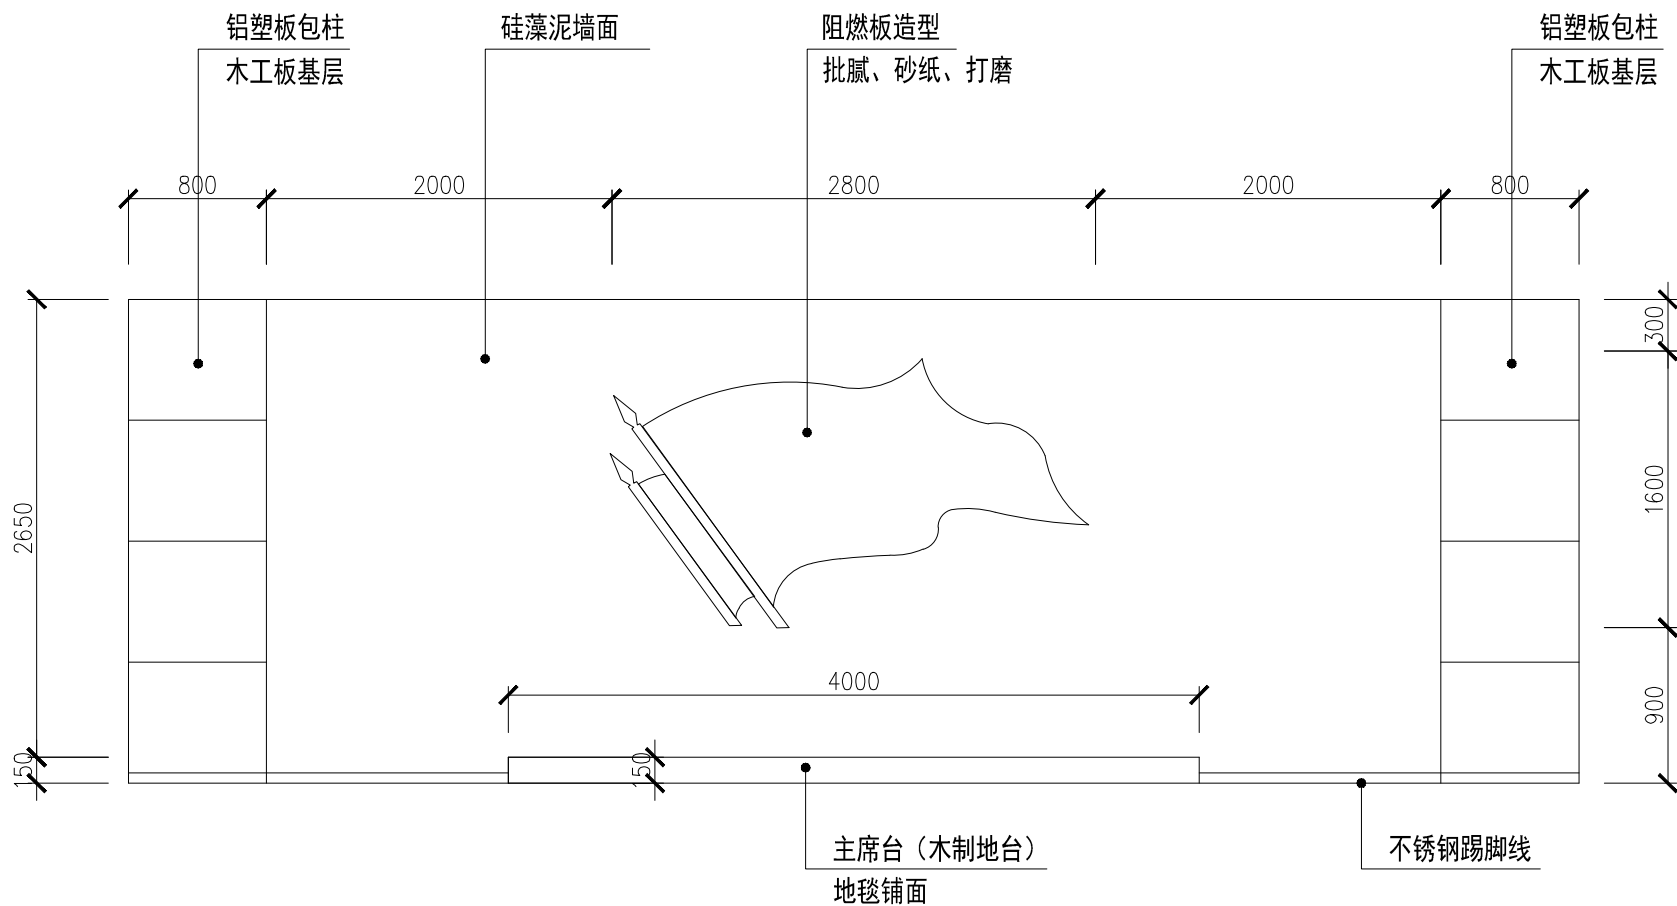 铝塑板包柱
木工板基层
硅藻泥墙面
阻燃板造型
批腻、砂纸、打磨
铝塑板包柱
木工板基层
800
2000
2800
2000
800
300
1600
2650
900
4000
150
150
主席台（木制地台）
地毯铺面
不锈钢踢脚线